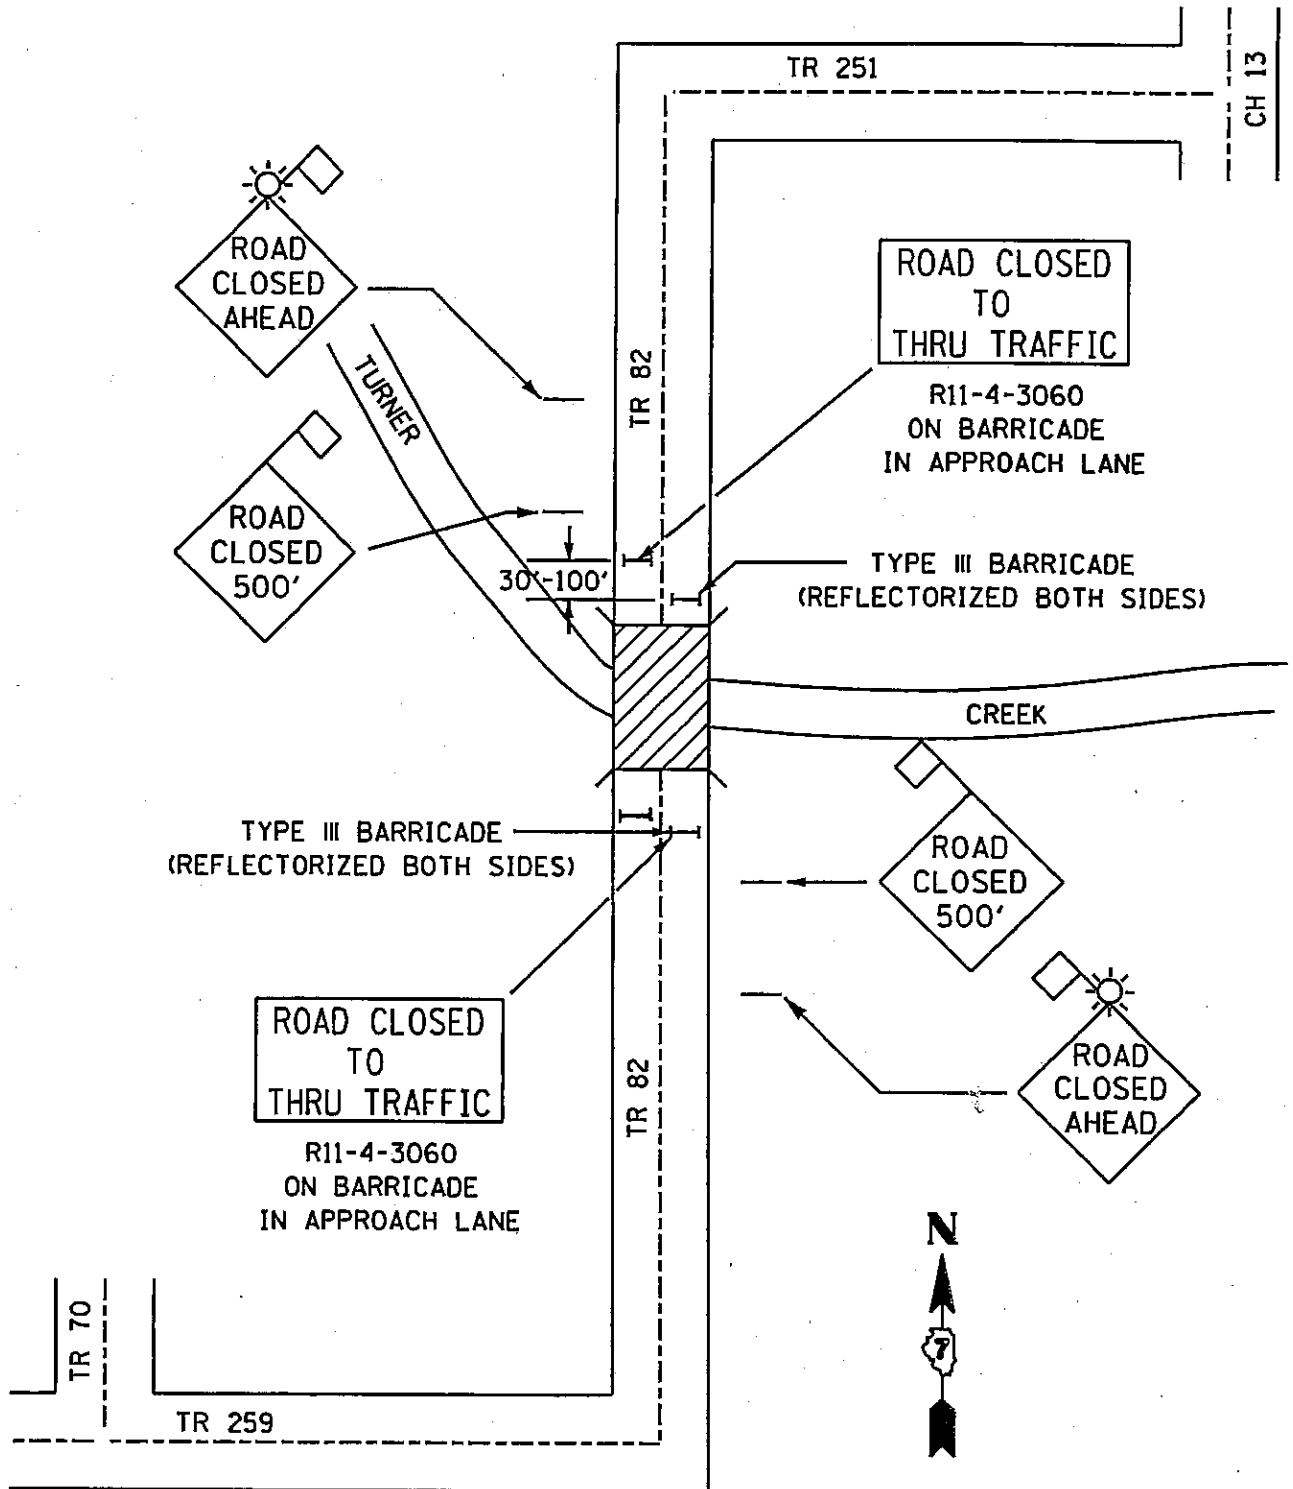 TR 251
CH 13
ROAD
CLOSED
AHEAD
ROAD CLOSED
TO
THRU TRAFFIC
R11-4-3060
ON BARRICADE
IN APPROACH LANE
TR 82
TURNER
ROAD
CLOSED
500'
30'-100'
TYPE III BARRICADE
(REFLECTORIZED BOTH SIDES)
CREEK
TYPE III BARRICADE
(REFLECTORIZED BOTH SIDES)
ROAD
CLOSED
500'
ROAD CLOSED
TO
THRU TRAFFIC
R11-4-3060
ON BARRICADE
IN APPROACH LANE
TR 82
ROAD
CLOSED
AHEAD
N
7
TR 70
TR 259